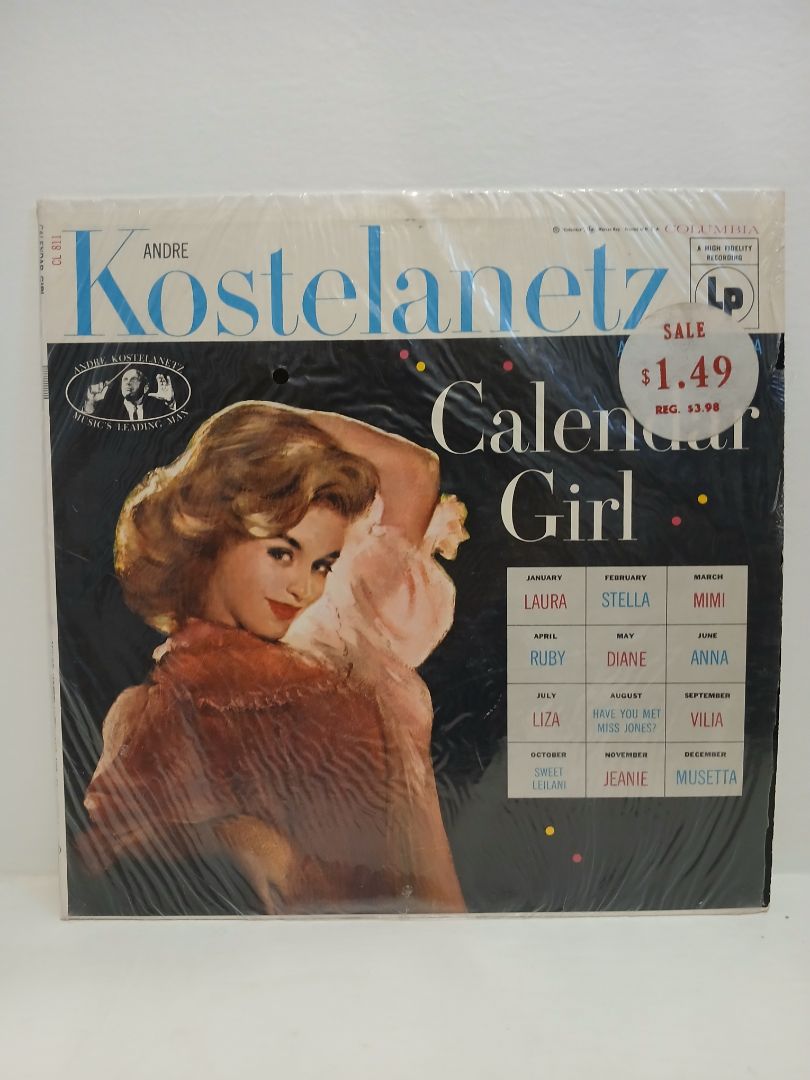 CL 811
ANDRE
Kostelanetz
COLUMBIA
A HIGH FIDELITY
RECORDING
Lp
SALE
$1.49
REG. $3.98
ANDRE KOSTELANETZ
MUSIC'S LEADING MAN
Calendar
Girl
JANUARY FEBRUARY MARCH
LAURA STELLA MIMI
APRIL MAY JUNE
RUBY DIANE ANNA
JULY AUGUST SEPTEMBER
LIZA HAVE YOU MET MISS JONES? VILIA
OCTOBER NOVEMBER DECEMBER
SWEET LEILANI JEANIE MUSETTA